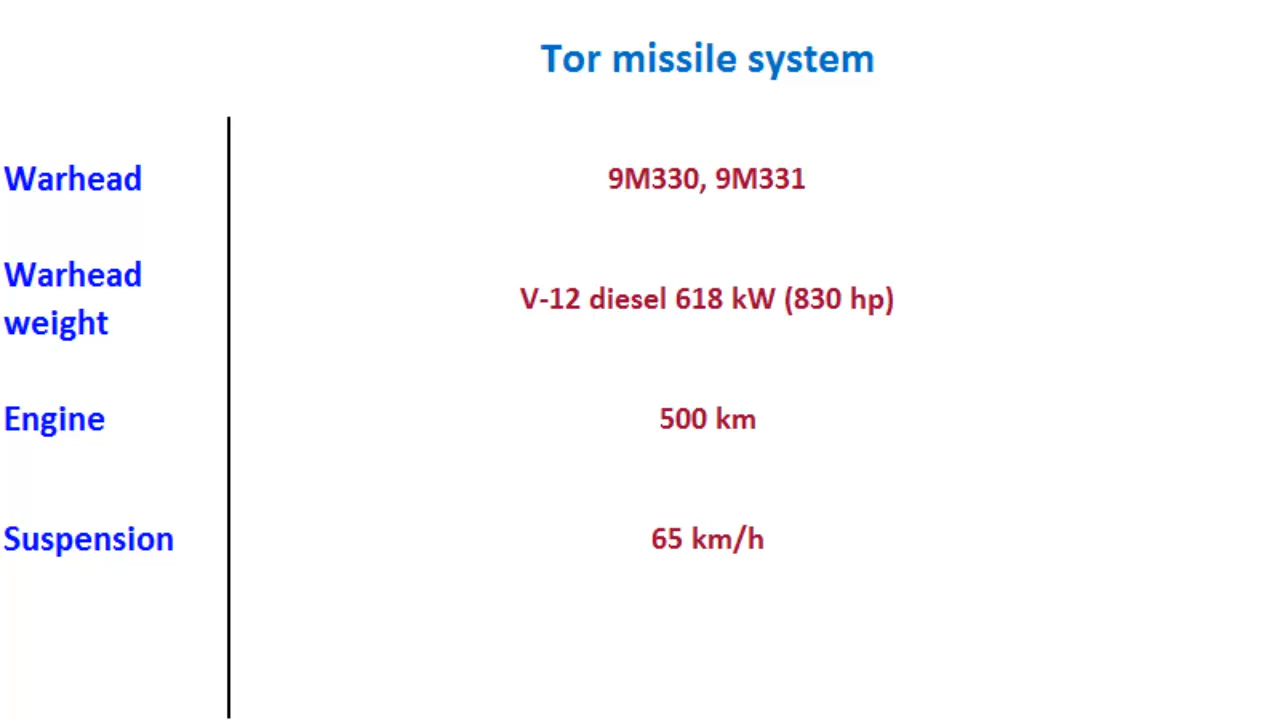 Tor missile system
Warhead
9M330, 9M331
Warhead
weight
V-12 diesel 618 kW (830 hp)
Engine
500 km
Suspension
65 km/h